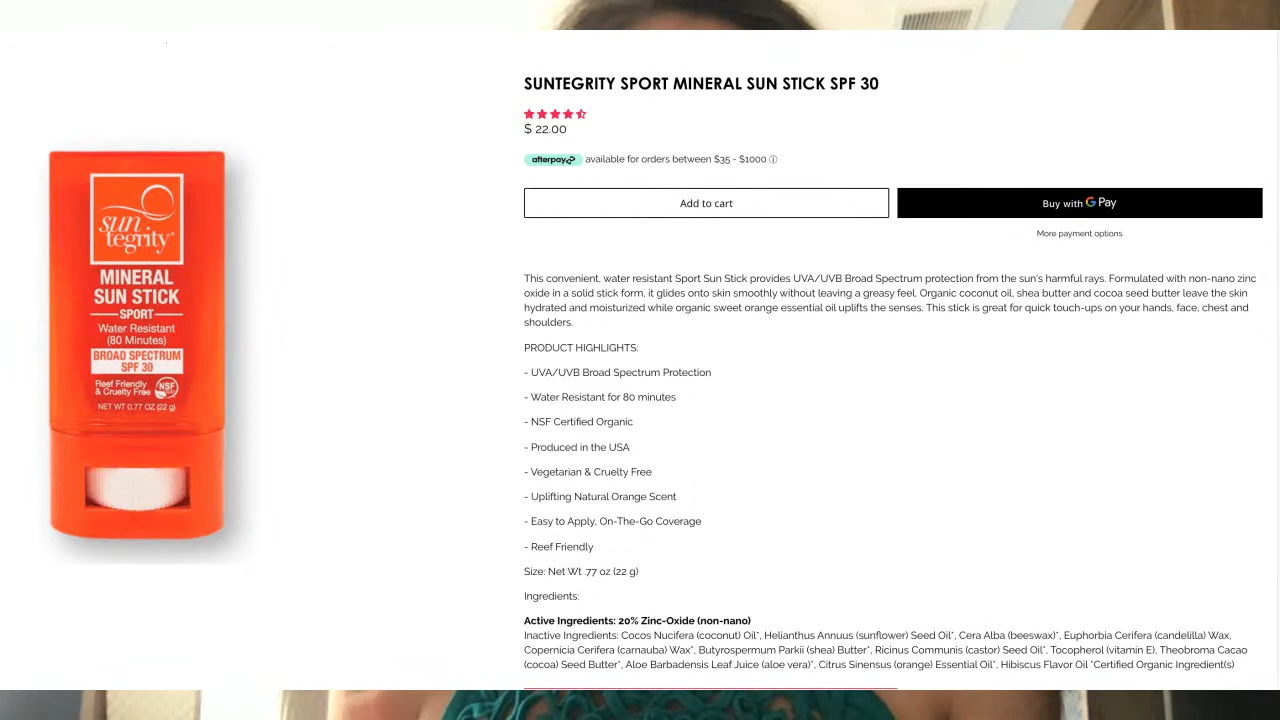 sun
tegrity
MINERAL
SUN STICK
SPORT
Water Resistant
(80 Minutes)
BROAD SPECTRUM
SPF 30
Reef Friendly
& Cruelty Free
NSF
NET WT 0.77 OZ (22 g)
SUNTEGRITY SPORT MINERAL SUN STICK SPF 30
$ 22.00
afterpay available for orders between $35 - $1000 ⓘ
Add to cart
Buy with G Pay
More payment options
This convenient, water resistant Sport Sun Stick provides UVA/UVB Broad Spectrum protection from the sun's harmful rays. Formulated with non-nano zinc
oxide in a solid stick form, it glides onto skin smoothly without leaving a greasy feel. Organic coconut oil, shea butter and cocoa seed butter leave the skin
hydrated and moisturized while organic sweet orange essential oil uplifts the senses. This stick is great for quick touch-ups on your hands, face, chest and
shoulders.
PRODUCT HIGHLIGHTS:
- UVA/UVB Broad Spectrum Protection
- Water Resistant for 80 minutes
- NSF Certified Organic
- Produced in the USA
- Vegetarian & Cruelty Free
- Uplifting Natural Orange Scent
- Easy to Apply, On-The-Go Coverage
- Reef Friendly
Size: Net Wt .77 oz (22 g)
Ingredients:
Active Ingredients: 20% Zinc-Oxide (non-nano)
Inactive Ingredients: Cocos Nucifera (coconut) Oil*, Helianthus Annuus (sunflower) Seed Oil*, Cera Alba (beeswax)*, Euphorbia Cerifera (candelilla) Wax,
Copernicia Cerifera (carnauba) Wax*, Butyrospermum Parkii (shea) Butter*, Ricinus Communis (castor) Seed Oil*, Tocopherol (vitamin E), Theobroma Cacao
(cocoa) Seed Butter*, Aloe Barbadensis Leaf Juice (aloe vera)*, Citrus Sinensus (orange) Essential Oil*, Hibiscus Flavor Oil *Certified Organic Ingredient(s)